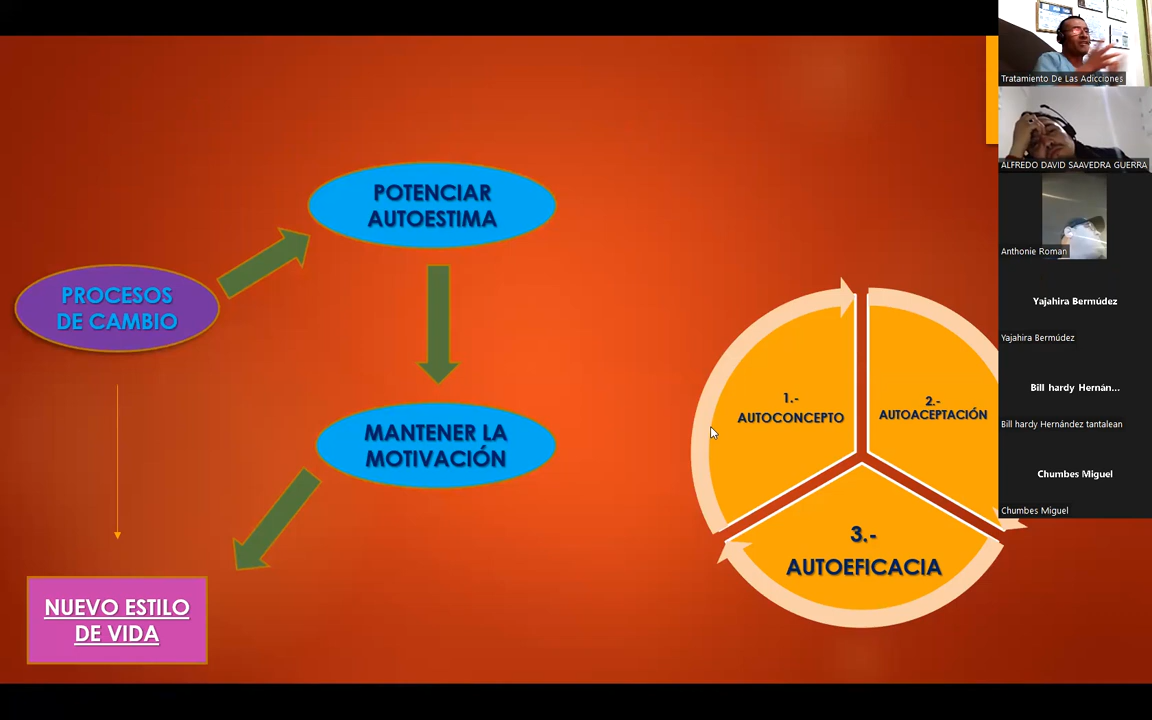 POTENCIAR
AUTOESTIMA
PROCESOS
DE CAMBIO
MANTENER LA
MOTIVACIÓN
NUEVO ESTILO
DE VIDA
1.-
AUTOCONCEPTO
2.-
AUTOACEPTACIÓN
3.-
AUTOEFICACIA
Tratamiento De Las Adicciones
ALFREDO DAVID SAAVEDRA GUERRA
Anthonie Roman
Yajahira Bermúdez
Yajahira Bermúdez
Bill hardy Hernán...
Bill hardy Hernández tantalean
Chumbes Miguel
Chumbes Miguel